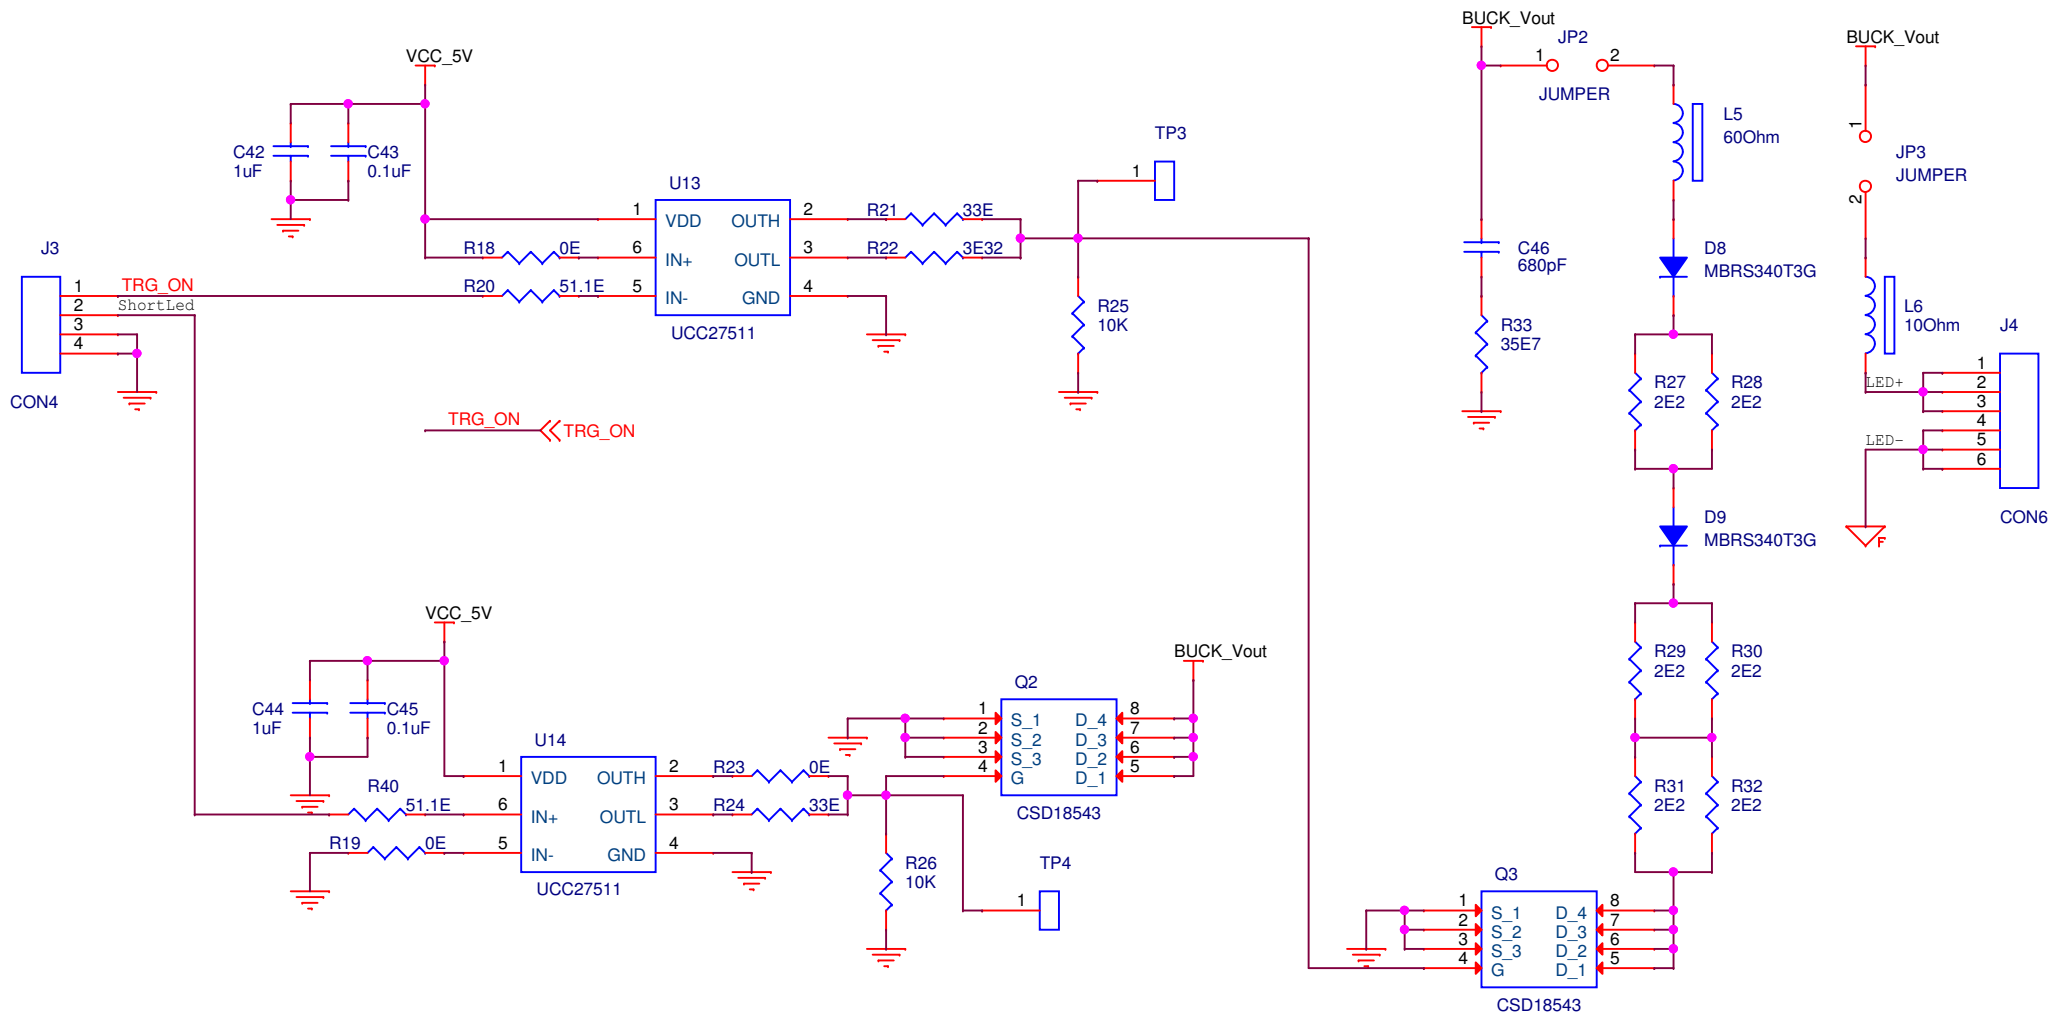 BUCK_Vout
JP2
1
2
JUMPER
BUCK_Vout
1
JP3
JUMPER
2
VCC_5V
C42
1uF
C43
0.1uF
TP3
1
L5
60Ohm
U13
1 VDD OUTH 2
6 IN+ OUTL 3
5 IN- GND 4
UCC27511
R18 0E
R20 51.1E
R21 33E
R22 3E32
R25
10K
J3
1
2
3
4
CON4
TRG_ON
ShortLed
TRG_ON
TRG_ON
C46
680pF
R33
35E7
D8
MBRS340T3G
R27
2E2
R28
2E2
L6
10Ohm
J4
LED+
LED-
1
2
3
4
5
6
CON6
F
D9
MBRS340T3G
R29
2E2
R30
2E2
R31
2E2
R32
2E2
VCC_5V
C44
1uF
C45
0.1uF
U14
1 VDD OUTH 2
6 IN+ OUTL 3
5 IN- GND 4
UCC27511
R40
51.1E
R19 0E
R23 0E
R24 33E
R26
10K
TP4
1
BUCK_Vout
Q2
1 S_1 D_4 8
2 S_2 D_3 7
3 S_3 D_2 6
4 G D_1 5
CSD18543
Q3
1 S_1 D_4 8
2 S_2 D_3 7
3 S_3 D_2 6
4 G D_1 5
CSD18543